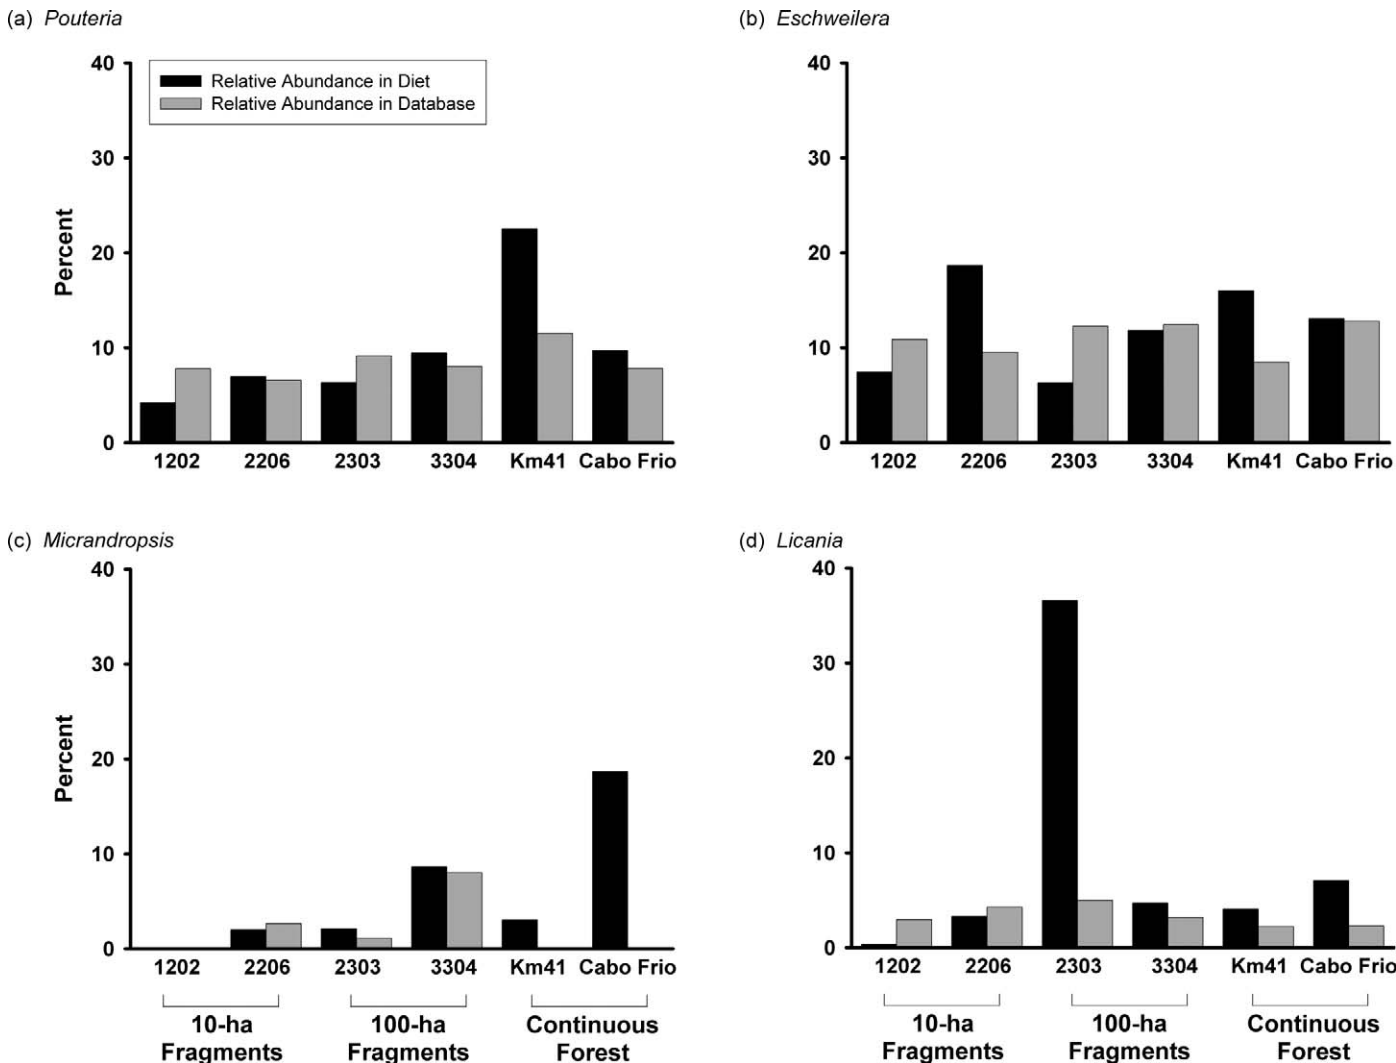 (a) Pouteria
40
30
20
10
0
Percent
Relative Abundance in Diet
Relative Abundance in Database
1202 2206 2303 3304 Km41 Cabo Frio
(b) Eschweilera
40
30
20
10
0
1202 2206 2303 3304 Km41 Cabo Frio
(c) Micrandropsis
40
30
20
10
0
Percent
1202 2206 2303 3304 Km41 Cabo Frio
10-ha
Fragments
100-ha
Fragments
Continuous
Forest
(d) Licania
40
30
20
10
0
1202 2206 2303 3304 Km41 Cabo Frio
10-ha
Fragments
100-ha
Fragments
Continuous
Forest